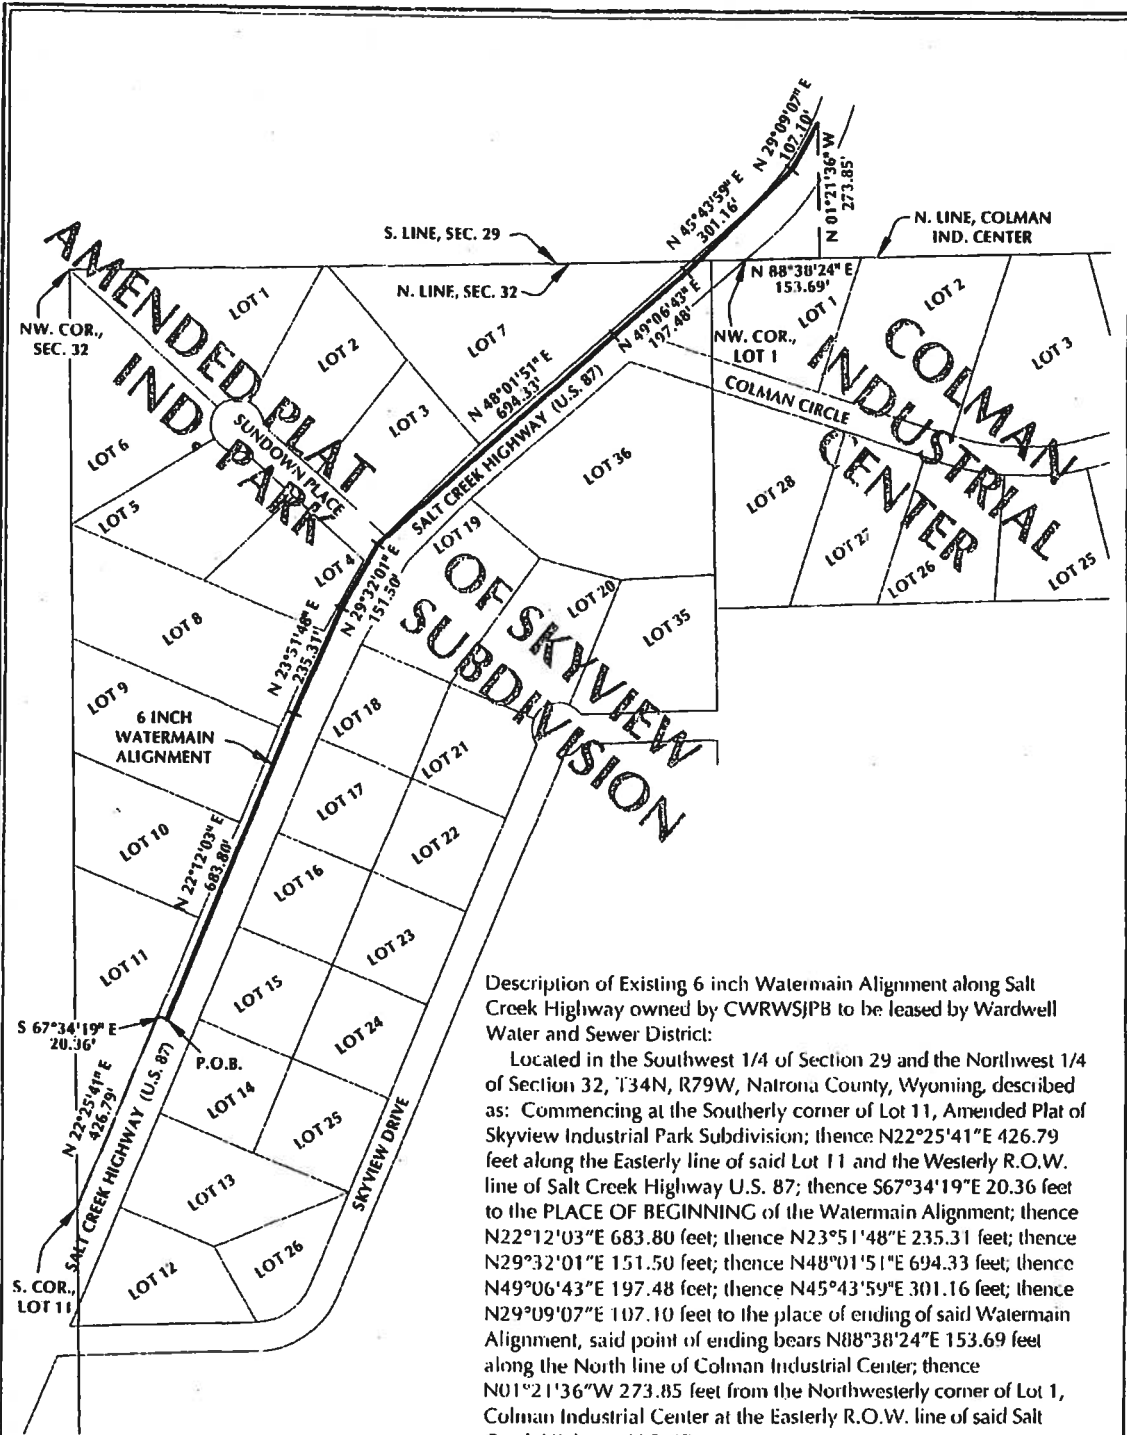 N 29°09'07" E
107.10'
N 01°21'36" W
273.85'
N 45°43'59" E
301.16'
S. LINE, SEC. 29
N. LINE, COLMAN
IND. CENTER
N. LINE, SEC. 32
N 88°38'24" E
153.69'
NW. COR.,
SEC. 32
AMENDED PLAT
IND. PARK
LOT 1
LOT 2
LOT 7
LOT 3
N 49°06'43" E
197.48'
NW. COR.,
LOT 1
LOT 1
LOT 2
LOT 3
COLMAN
INDUSTRIAL
CENTER
COLMAN CIRCLE
N 48°01'51" E
694.33'
SALT CREEK HIGHWAY (U.S. 87)
LOT 6
SUNDOWN PLACE
LOT 5
LOT 4
LOT 36
LOT 28
LOT 27
LOT 26
LOT 25
LOT 19
OF SKYVIEW
SUBDIVISION
LOT 20
LOT 35
N 29°32'01" E
151.50'
N 23°51'48" E
235.31'
LOT 8
LOT 9
6 INCH
WATERMAIN
ALIGNMENT
LOT 18
LOT 21
LOT 17
LOT 22
LOT 10
N 22°12'03" E
683.80'
LOT 16
LOT 23
LOT 11
LOT 15
LOT 24
S 67°34'19" E
20.36'
P.O.B.
N 22°25'41" E
426.79'
SALT CREEK HIGHWAY (U.S. 87)
LOT 14
LOT 25
SKYVIEW DRIVE
LOT 13
LOT 12
LOT 26
S. COR.,
LOT 11
Description of Existing 6 inch Watermain Alignment along Salt
Creek Highway owned by CWRWSJPB to be leased by Wardwell
Water and Sewer District:
Located in the Southwest 1/4 of Section 29 and the Northwest 1/4
of Section 32, T34N, R79W, Natrona County, Wyoming, described
as: Commencing at the Southerly corner of Lot 11, Amended Plat of
Skyview Industrial Park Subdivision; thence N22°25'41"E 426.79
feet along the Easterly line of said Lot 11 and the Westerly R.O.W.
line of Salt Creek Highway U.S. 87; thence S67°34'19"E 20.36 feet
to the PLACE OF BEGINNING of the Watermain Alignment; thence
N22°12'03"E 683.80 feet; thence N23°51'48"E 235.31 feet; thence
N29°32'01"E 151.50 feet; thence N48°01'51"E 694.33 feet; thence
N49°06'43"E 197.48 feet; thence N45°43'59"E 301.16 feet; thence
N29°09'07"E 107.10 feet to the place of ending of said Watermain
Alignment, said point of ending bears N88°38'24"E 153.69 feet
along the North line of Colman Industrial Center; thence
N01°21'36"W 273.85 feet from the Northwesterly corner of Lot 1,
Colman Industrial Center at the Easterly R.O.W. line of said Salt